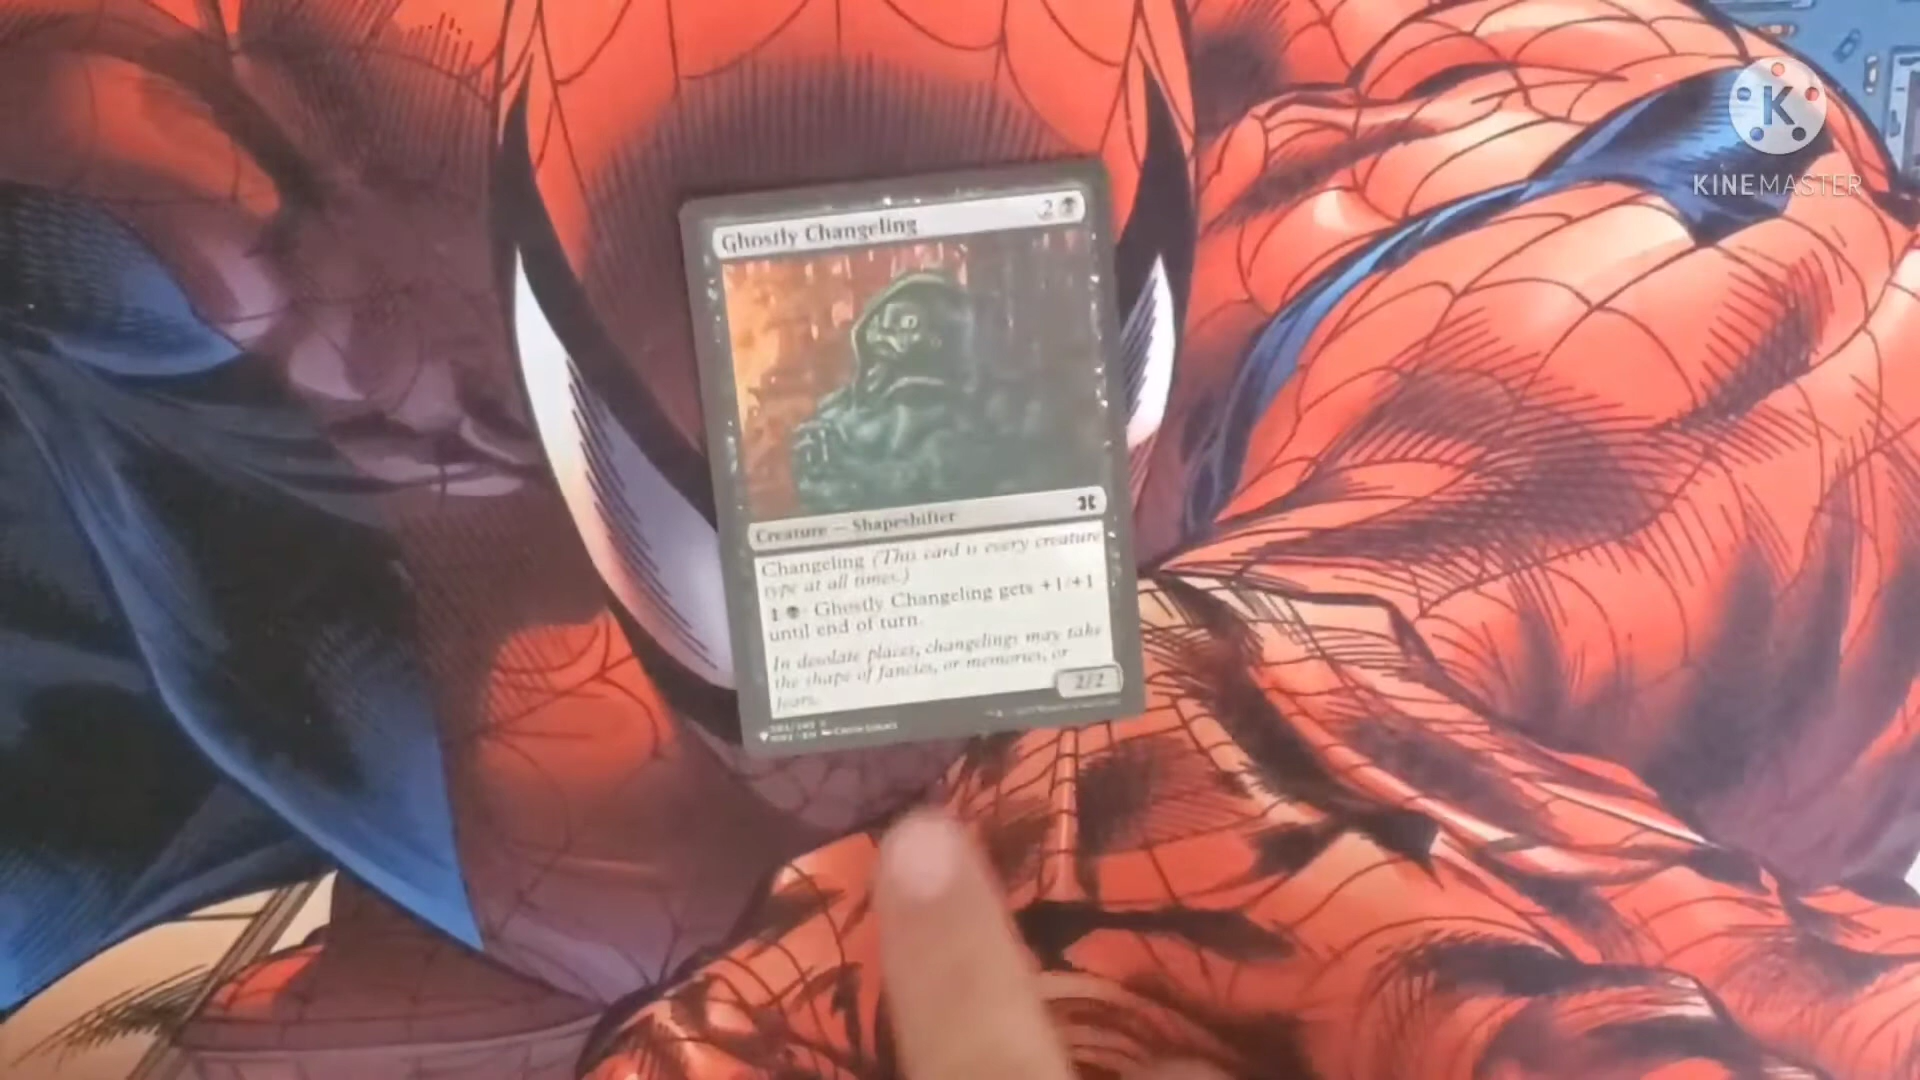 K
KINEMASTER
Ghostly Changeling 2
Creature — Shapeshifter
Changeling (This card is every creature
type at all times.)
1 : Ghostly Changeling gets +1/+1
until end of turn.
In desolate places, changelings may take
the shape of fancies, or memories, or
fears.
2/2